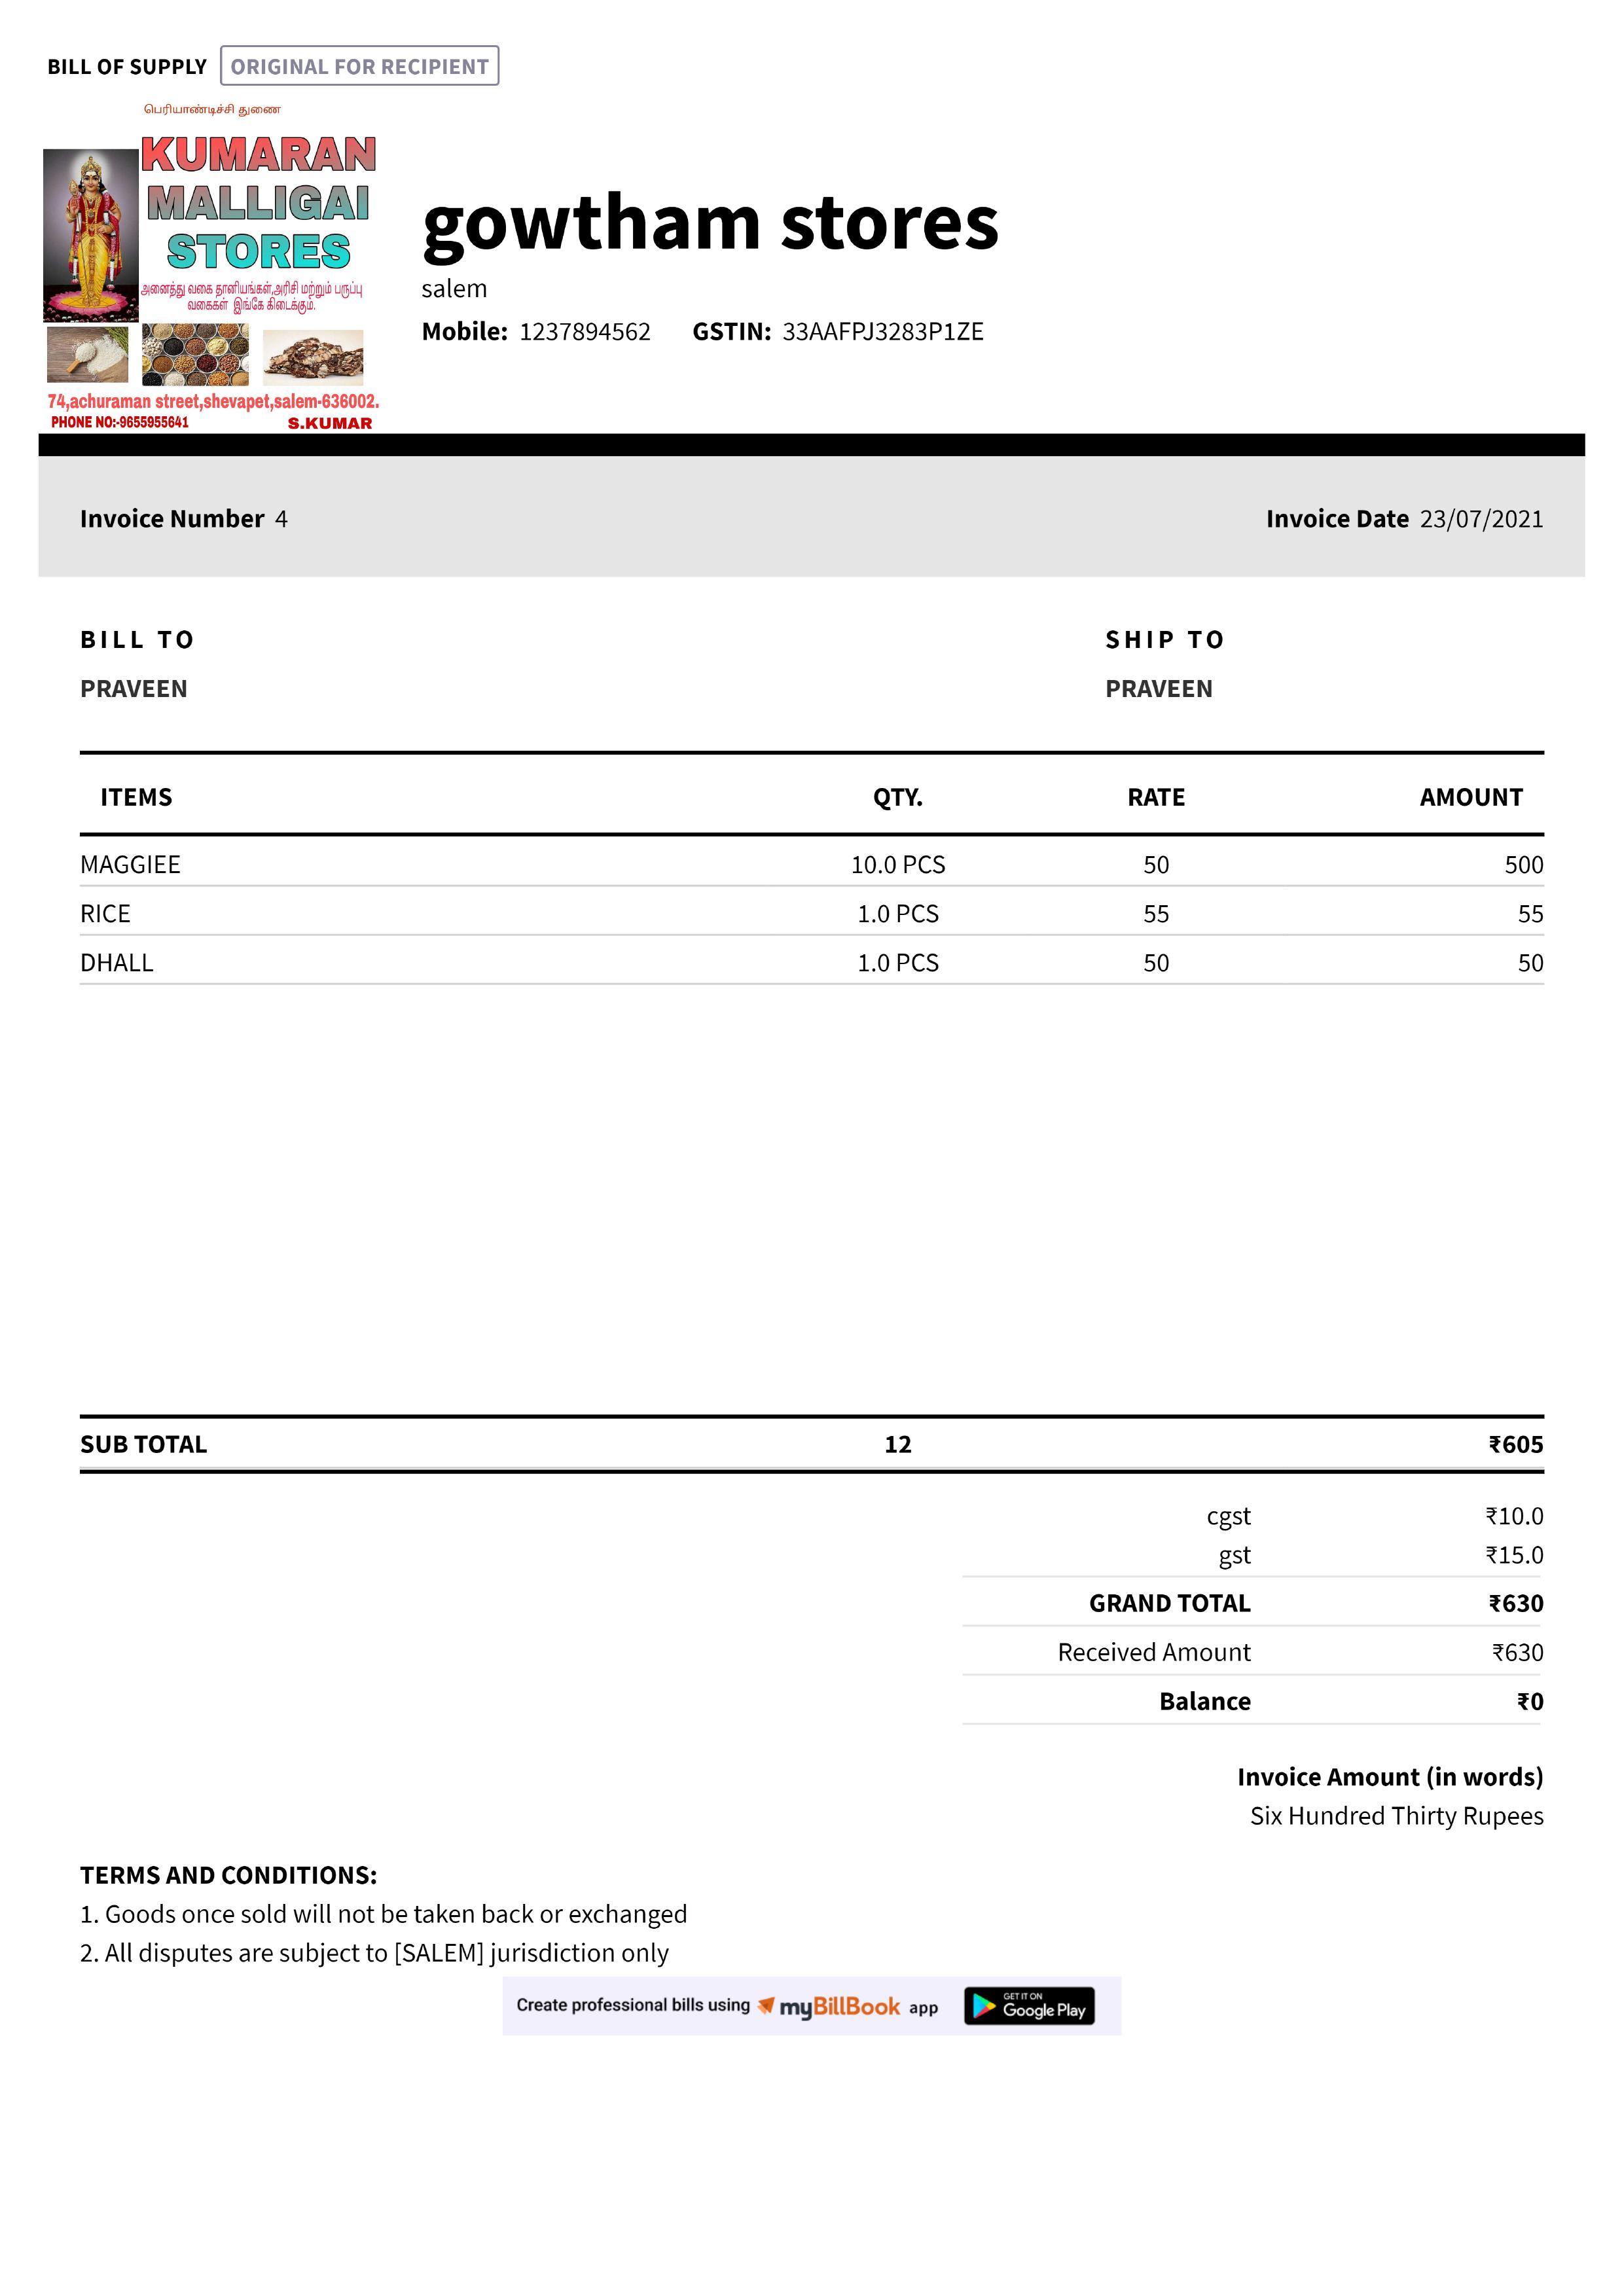 BILL OF SUPPLY ORIGINAL FOR RECIPIENT
பெரியாண்டிச்சி துணை
KUMARAN
MALLIGAI
STORES
அனைத்து வகை தானியங்கள்,அரிசி மற்றும் பருப்பு
வகைகள் இங்கே கிடைக்கும்.
74,achuraman street,shevapet,salem-636002.
PHONE NO:-9655955641 S.KUMAR
gowtham stores
salem
Mobile: 1237894562 GSTIN: 33AAFPJ3283P1ZE
Invoice Number 4 Invoice Date 23/07/2021
BILL TO SHIP TO
PRAVEEN PRAVEEN
ITEMS QTY. RATE AMOUNT
MAGGIEE 10.0 PCS 50 500
RICE 1.0 PCS 55 55
DHALL 1.0 PCS 50 50
SUB TOTAL 12 ₹605
cgst ₹10.0
gst ₹15.0
GRAND TOTAL ₹630
Received Amount ₹630
Balance ₹0
Invoice Amount (in words)
Six Hundred Thirty Rupees
TERMS AND CONDITIONS:
1. Goods once sold will not be taken back or exchanged
2. All disputes are subject to [SALEM] jurisdiction only
Create professional bills using myBillBook app GET IT ON Google Play